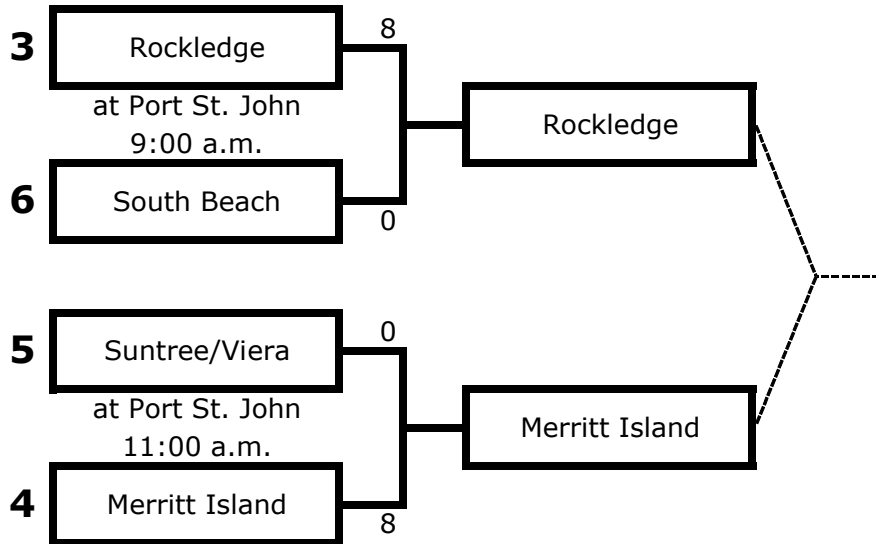 3
Rockledge
8
at Port St. John
9:00 a.m.
Rockledge
6
South Beach
0
5
Suntree/Viera
0
at Port St. John
11:00 a.m.
Merritt Island
4
Merritt Island
8